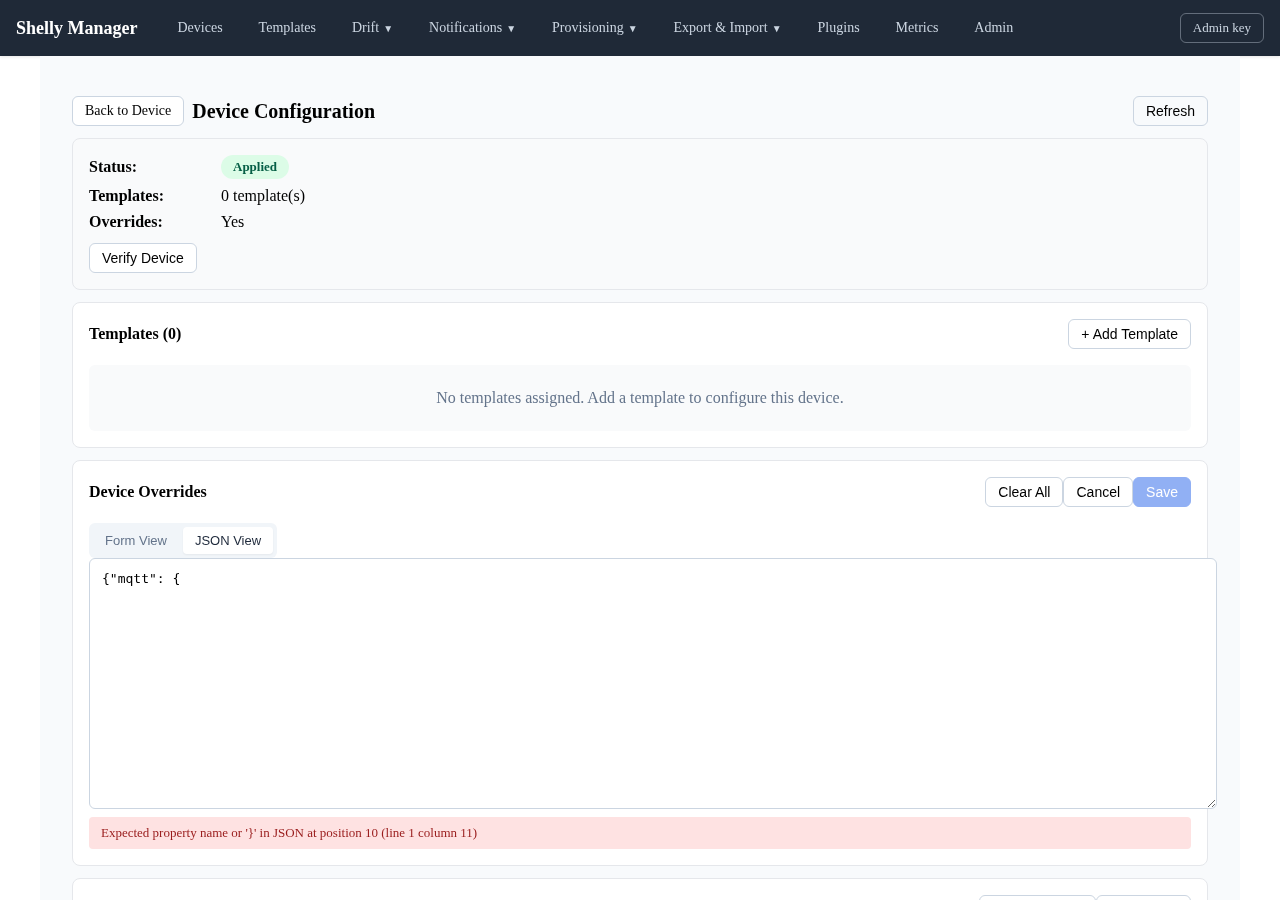 Shelly Manager Devices Templates Drift ▼ Notifications ▼ Provisioning ▼ Export & Import ▼ Plugins Metrics Admin Admin key
Back to Device Device Configuration Refresh
Status: Applied
Templates: 0 template(s)
Overrides: Yes
Verify Device
Templates (0) + Add Template
No templates assigned. Add a template to configure this device.
Device Overrides Clear All Cancel Save
Form View JSON View
{"mqtt": {
Expected property name or '}' in JSON at position 10 (line 1 column 11)